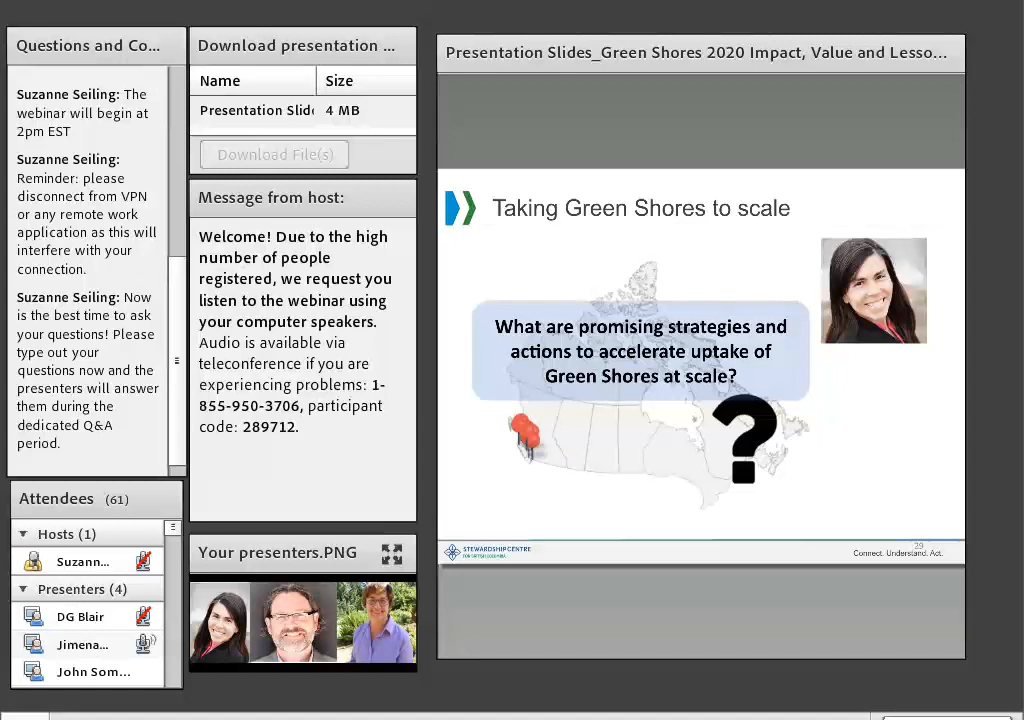 Questions and Co...
Suzanne Seiling: The
webinar will begin at
2pm EST
Suzanne Seiling:
Reminder: please
disconnect from VPN
or any remote work
application as this will
interfere with your
connection.
Suzanne Seiling: Now
is the best time to ask
your questions! Please
type out your
questions now and the
presenters will answer
them during the
dedicated Q&A
period.
Attendees (61)
Hosts (1)
Suzann...
Presenters (4)
DG Blair
Jimena...
John Som...
Download presentation ...
Name Size
Presentation Slid 4 MB
Download File(s)
Message from host:
Welcome! Due to the high
number of people
registered, we request you
listen to the webinar using
your computer speakers.
Audio is available via
teleconference if you are
experiencing problems: 1-
855-950-3706, participant
code: 289712.
Your presenters.PNG
Presentation Slides_Green Shores 2020 Impact, Value and Lesso...
Taking Green Shores to scale
What are promising strategies and
actions to accelerate uptake of
Green Shores at scale?
?
STEWARDSHIP CENTRE
FOR BRITISH COLUMBIA
29
Connect. Understand. Act.